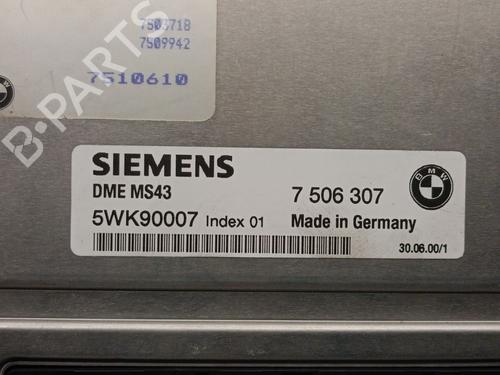 7503718
7509942
7510610
B-PARTS
SIEMENS
DME MS43 7 506 307
5WK90007 Index 01 Made in Germany
30.06.00/1
BMW